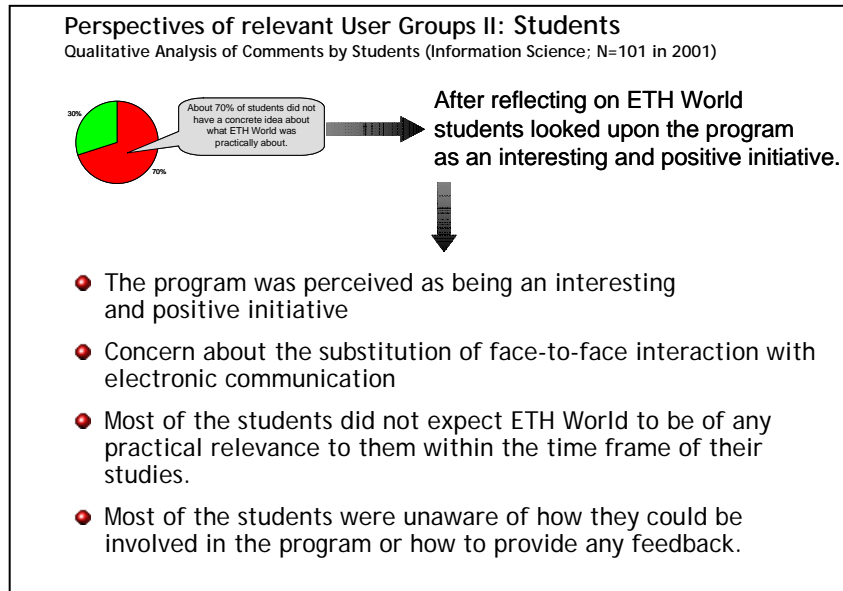 Perspectives of relevant User Groups II: Students
Qualitative Analysis of Comments by Students (Information Science; N=101 in 2001)
30%
70%
About 70% of students did not
have a concrete idea about
what ETH World was
practically about.
After reflecting on ETH World
students looked upon the program
as an interesting and positive initiative.
The program was perceived as being an interesting
and positive initiative
Concern about the substitution of face-to-face interaction with
electronic communication
Most of the students did not expect ETH World to be of any
practical relevance to them within the time frame of their
studies.
Most of the students were unaware of how they could be
involved in the program or how to provide any feedback.